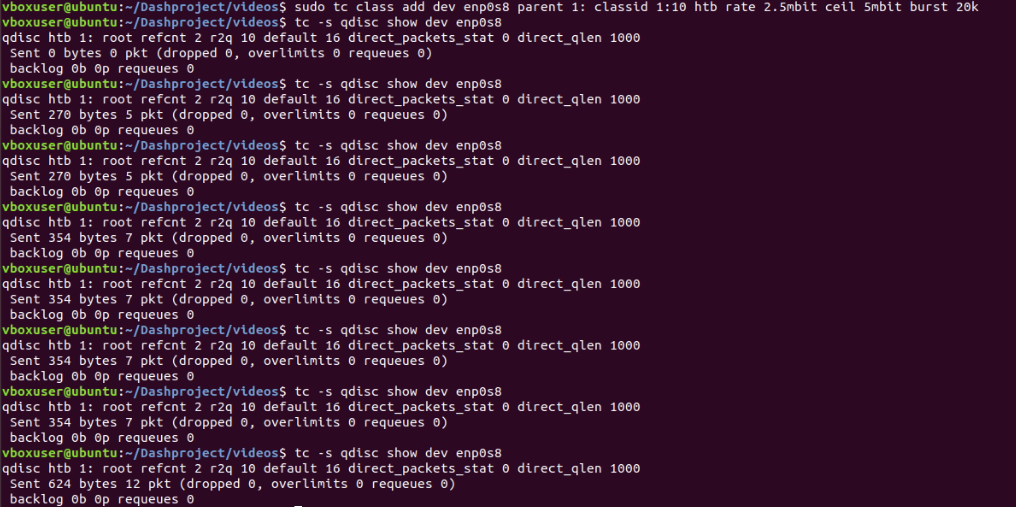 vboxuser@ubuntu:~/Dashproject/videos$ sudo tc class add dev enp0s8 parent 1: classid 1:10 htb rate 2.5mbit ceil 5mbit burst 20k
vboxuser@ubuntu:~/Dashproject/videos$ tc -s qdisc show dev enp0s8
qdisc htb 1: root refcnt 2 r2q 10 default 16 direct_packets_stat 0 direct_qlen 1000
 Sent 0 bytes 0 pkt (dropped 0, overlimits 0 requeues 0)
 backlog 0b 0p requeues 0
vboxuser@ubuntu:~/Dashproject/videos$ tc -s qdisc show dev enp0s8
qdisc htb 1: root refcnt 2 r2q 10 default 16 direct_packets_stat 0 direct_qlen 1000
 Sent 270 bytes 5 pkt (dropped 0, overlimits 0 requeues 0)
 backlog 0b 0p requeues 0
vboxuser@ubuntu:~/Dashproject/videos$ tc -s qdisc show dev enp0s8
qdisc htb 1: root refcnt 2 r2q 10 default 16 direct_packets_stat 0 direct_qlen 1000
 Sent 270 bytes 5 pkt (dropped 0, overlimits 0 requeues 0)
 backlog 0b 0p requeues 0
vboxuser@ubuntu:~/Dashproject/videos$ tc -s qdisc show dev enp0s8
qdisc htb 1: root refcnt 2 r2q 10 default 16 direct_packets_stat 0 direct_qlen 1000
 Sent 354 bytes 7 pkt (dropped 0, overlimits 0 requeues 0)
 backlog 0b 0p requeues 0
vboxuser@ubuntu:~/Dashproject/videos$ tc -s qdisc show dev enp0s8
qdisc htb 1: root refcnt 2 r2q 10 default 16 direct_packets_stat 0 direct_qlen 1000
 Sent 354 bytes 7 pkt (dropped 0, overlimits 0 requeues 0)
 backlog 0b 0p requeues 0
vboxuser@ubuntu:~/Dashproject/videos$ tc -s qdisc show dev enp0s8
qdisc htb 1: root refcnt 2 r2q 10 default 16 direct_packets_stat 0 direct_qlen 1000
 Sent 354 bytes 7 pkt (dropped 0, overlimits 0 requeues 0)
 backlog 0b 0p requeues 0
vboxuser@ubuntu:~/Dashproject/videos$ tc -s qdisc show dev enp0s8
qdisc htb 1: root refcnt 2 r2q 10 default 16 direct_packets_stat 0 direct_qlen 1000
 Sent 354 bytes 7 pkt (dropped 0, overlimits 0 requeues 0)
 backlog 0b 0p requeues 0
vboxuser@ubuntu:~/Dashproject/videos$ tc -s qdisc show dev enp0s8
qdisc htb 1: root refcnt 2 r2q 10 default 16 direct_packets_stat 0 direct_qlen 1000
 Sent 624 bytes 12 pkt (dropped 0, overlimits 0 requeues 0)
 backlog 0b 0p requeues 0